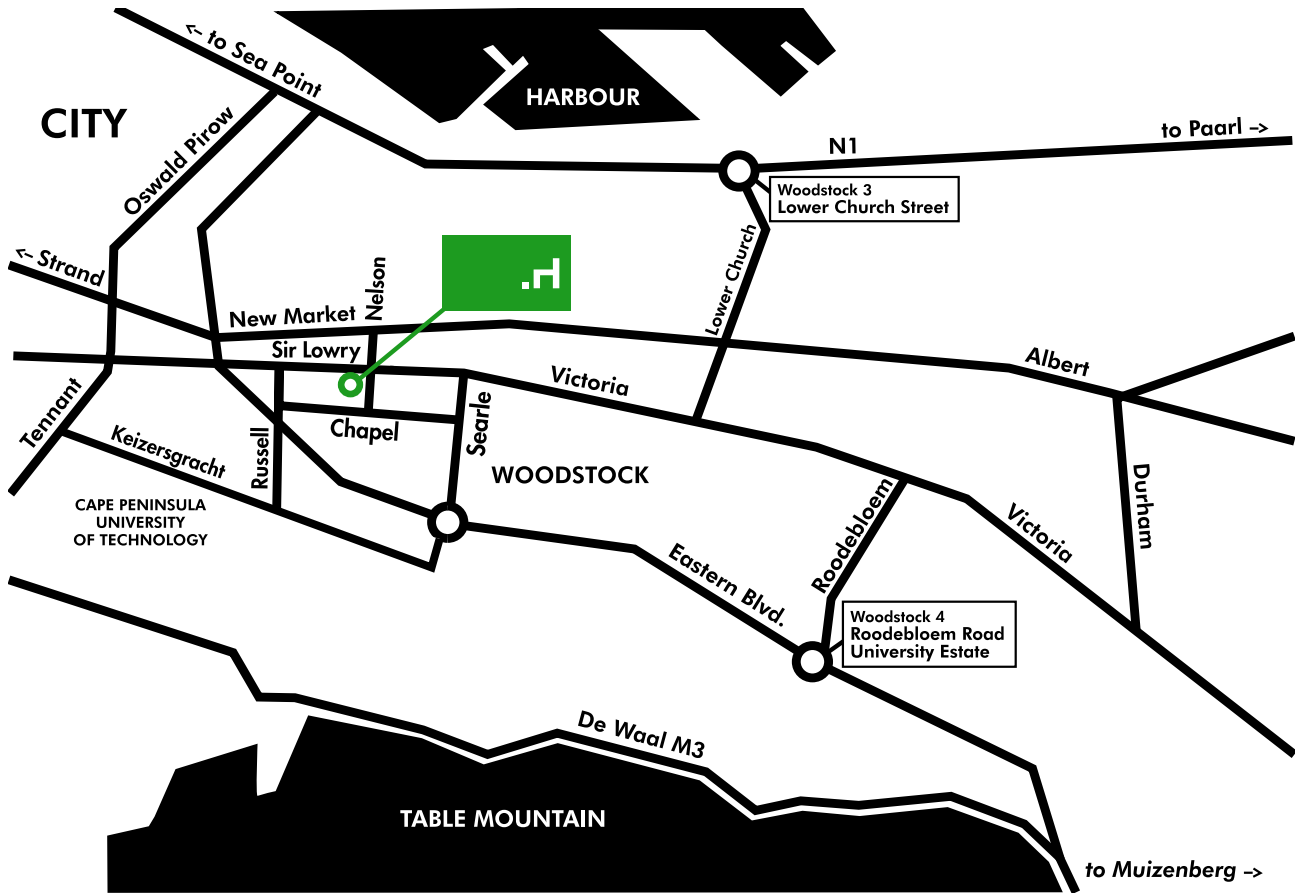 <- to Sea Point
HARBOUR
CITY
Oswald Pirow
N1
to Paarl ->
Woodstock 3
Lower Church Street
<- Strand
Nelson
Lower Church
New Market
Sir Lowry
Victoria
Albert
Tennant
Keizersgracht
Russell
Chapel
Searle
WOODSTOCK
CAPE PENINSULA
UNIVERSITY
OF TECHNOLOGY
Durham
Roodebloem
Victoria
Eastern Blvd.
Woodstock 4
Roodebloem Road
University Estate
De Waal M3
TABLE MOUNTAIN
to Muizenberg ->